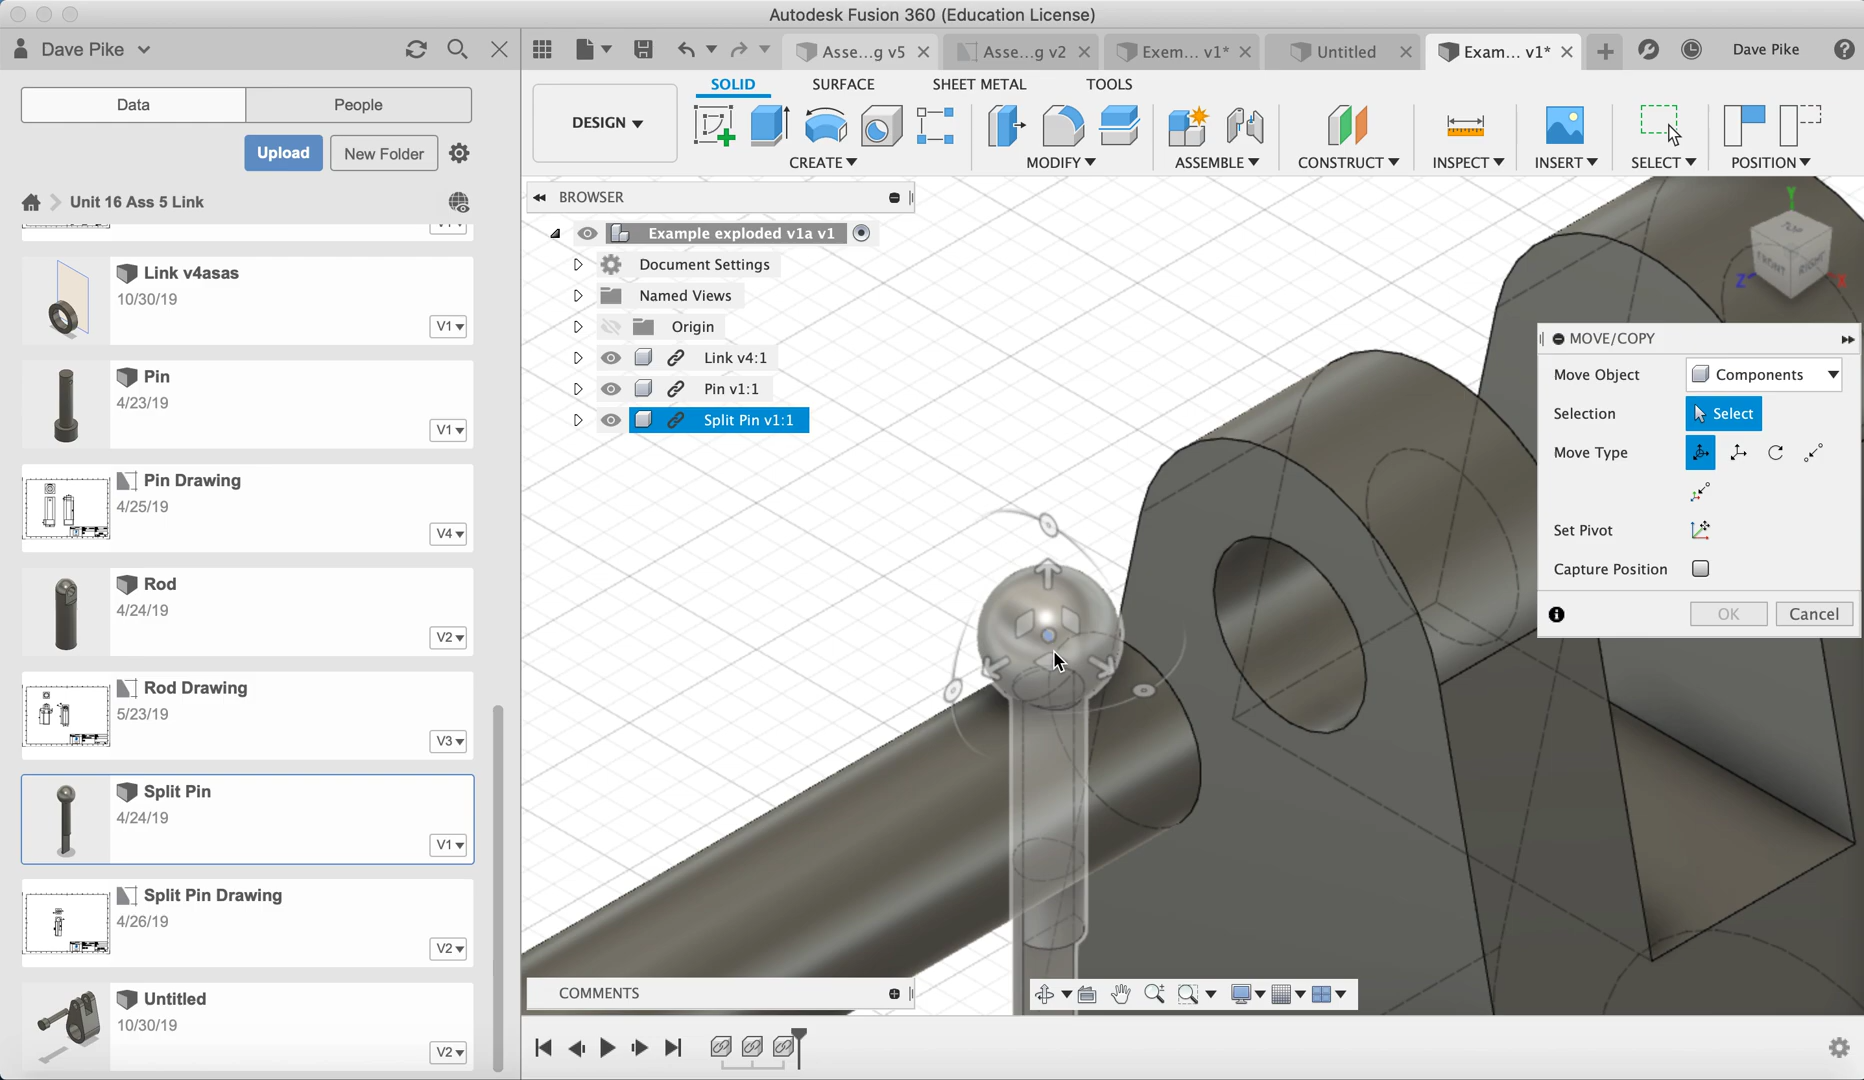 Autodesk Fusion 360 (Education License)
Dave Pike
Asse...g v5
Asse...g v2
Exem... v1*
Untitled
Exam... v1*
Dave Pike
Data
People
SOLID
SURFACE
SHEET METAL
TOOLS
DESIGN
Upload
New Folder
CREATE
MODIFY
ASSEMBLE
CONSTRUCT
INSPECT
INSERT
SELECT
POSITION
Unit 16 Ass 5 Link
BROWSER
Example exploded v1a v1
Document Settings
Named Views
Origin
Link v4:1
Pin v1:1
Split Pin v1:1
Link v4asas
10/30/19
V1
Pin
4/23/19
V1
Pin Drawing
4/25/19
V4
Rod
4/24/19
V2
Rod Drawing
5/23/19
V3
Split Pin
4/24/19
V1
Split Pin Drawing
4/26/19
V2
Untitled
10/30/19
V2
TOP
FRONT
RIGHT
Y
Z
X
MOVE/COPY
Move Object
Components
Selection
Select
Move Type
Set Pivot
Capture Position
OK
Cancel
COMMENTS